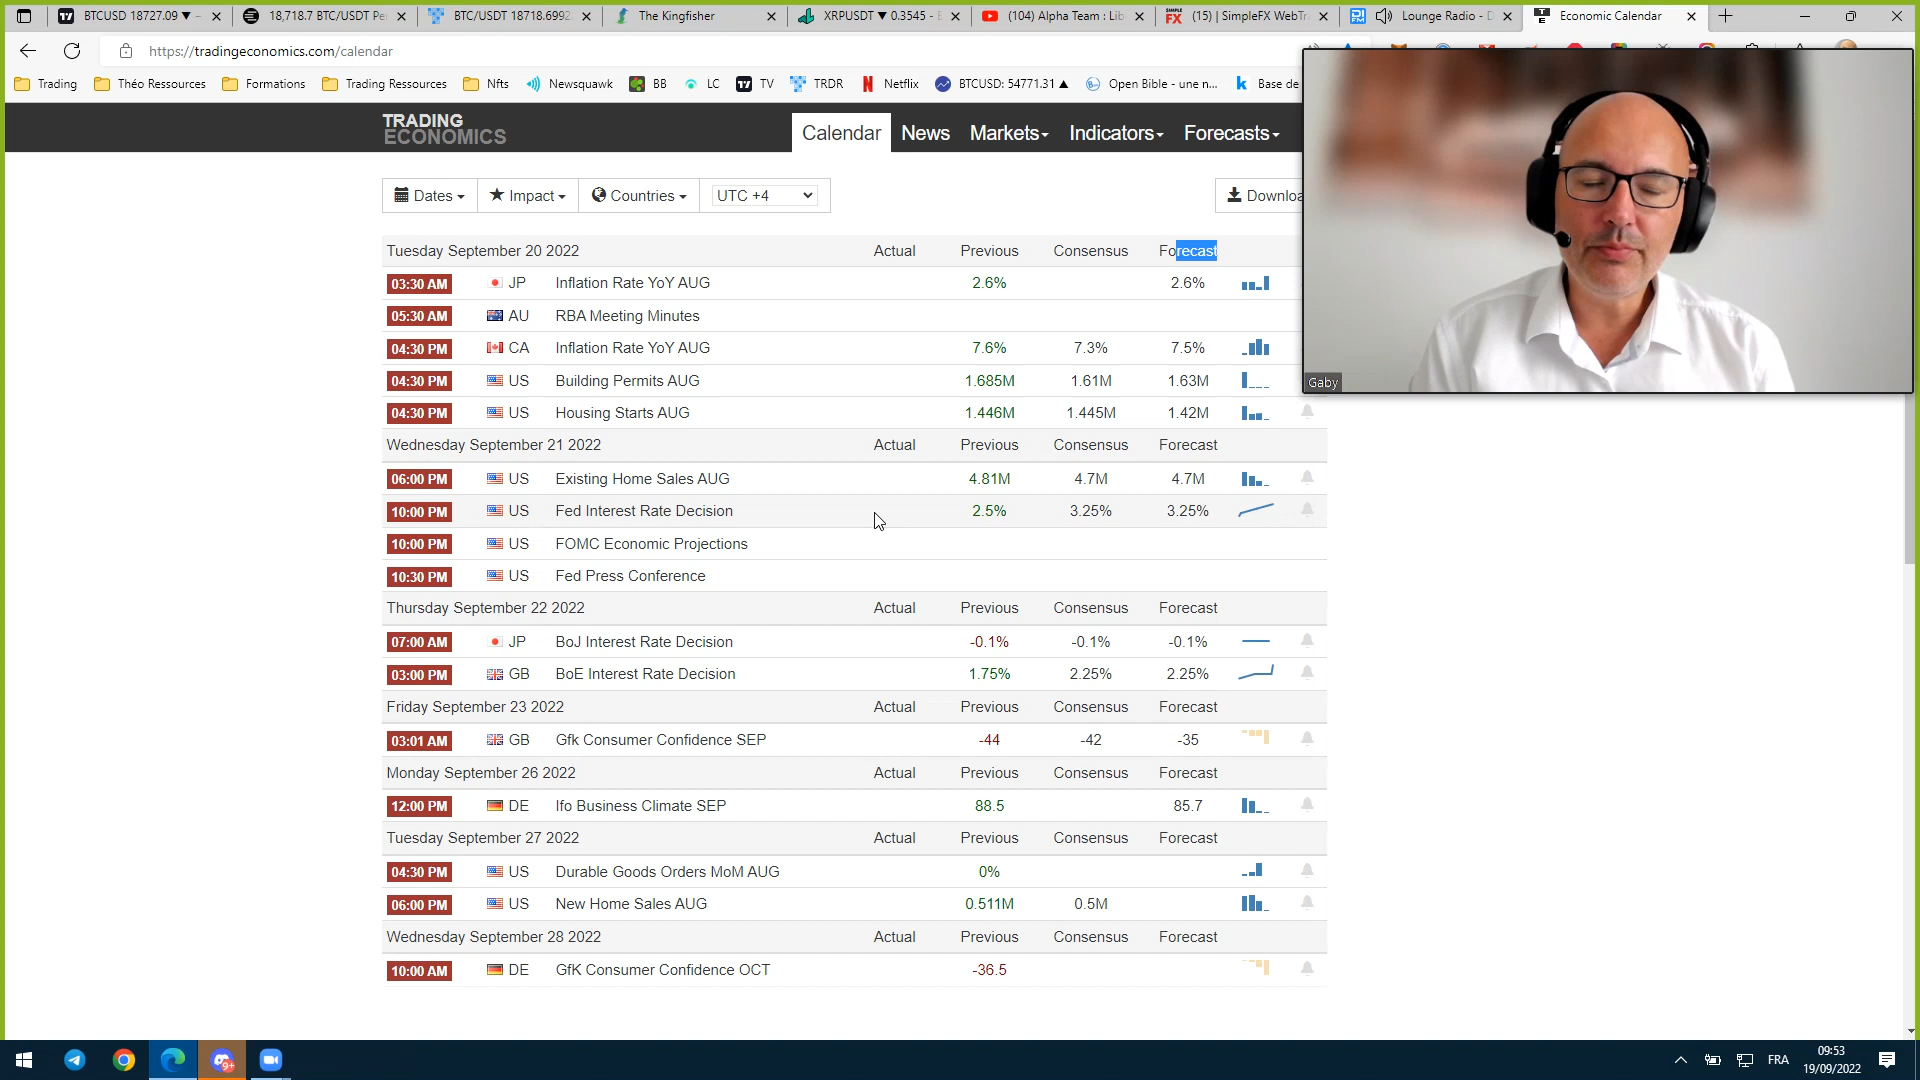 BTCUSD 18727.09 ▼ -
18,718.7 BTC/USDT Pe
BTC/USDT 18718.6992
The Kingfisher
XRPUSDT ▼ 0.3545 -
(104) Alpha Team : Lib
(15) | SimpleFX WebTr
Lounge Radio - D
Economic Calendar
https://tradingeconomics.com/calendar
Trading
Théo Ressources
Formations
Trading Ressources
Nfts
Newsquawk
BB
LC
TV
TRDR
Netflix
BTCUSD: 54771.31 ▲
Open Bible - une n...
Base de
TRADING
ECONOMICS
Calendar News Markets Indicators Forecasts
Dates Impact Countries UTC +4 Downloa
Tuesday September 20 2022 Actual Previous Consensus Forecast
03:30 AM JP Inflation Rate YoY AUG 2.6% 2.6%
05:30 AM AU RBA Meeting Minutes
04:30 PM CA Inflation Rate YoY AUG 7.6% 7.3% 7.5%
04:30 PM US Building Permits AUG 1.685M 1.61M 1.63M
04:30 PM US Housing Starts AUG 1.446M 1.445M 1.42M
Wednesday September 21 2022 Actual Previous Consensus Forecast
06:00 PM US Existing Home Sales AUG 4.81M 4.7M 4.7M
10:00 PM US Fed Interest Rate Decision 2.5% 3.25% 3.25%
10:00 PM US FOMC Economic Projections
10:30 PM US Fed Press Conference
Thursday September 22 2022 Actual Previous Consensus Forecast
07:00 AM JP BoJ Interest Rate Decision -0.1% -0.1% -0.1%
03:00 PM GB BoE Interest Rate Decision 1.75% 2.25% 2.25%
Friday September 23 2022 Actual Previous Consensus Forecast
03:01 AM GB Gfk Consumer Confidence SEP -44 -42 -35
Monday September 26 2022 Actual Previous Consensus Forecast
12:00 PM DE Ifo Business Climate SEP 88.5 85.7
Tuesday September 27 2022 Actual Previous Consensus Forecast
04:30 PM US Durable Goods Orders MoM AUG 0%
06:00 PM US New Home Sales AUG 0.511M 0.5M
Wednesday September 28 2022 Actual Previous Consensus Forecast
10:00 AM DE GfK Consumer Confidence OCT -36.5
Gaby
9+
FRA
09:53
19/09/2022